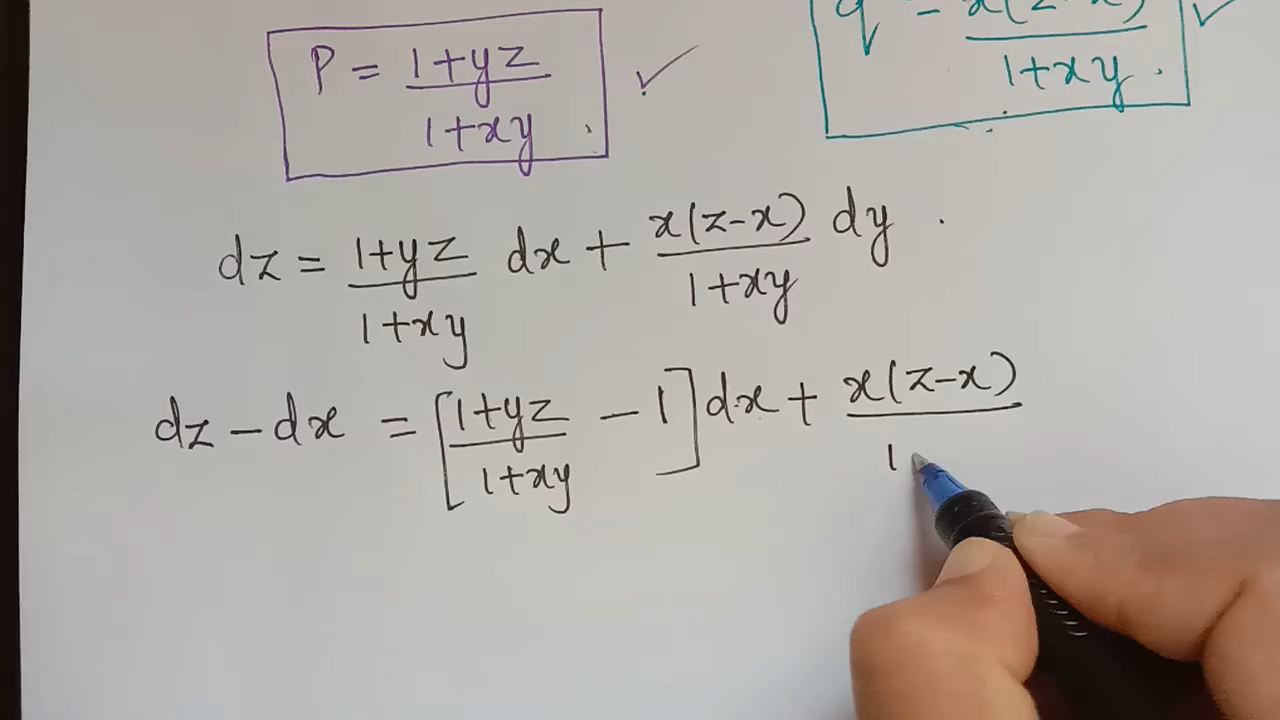 P = 1+yz / 1+xy .
q = x(z-x) / 1+xy .
dz = 1+yz / 1+xy dx + x(z-x) / 1+xy dy .
dz - dx = [1+yz / 1+xy - 1] dx + x(z-x) / 1